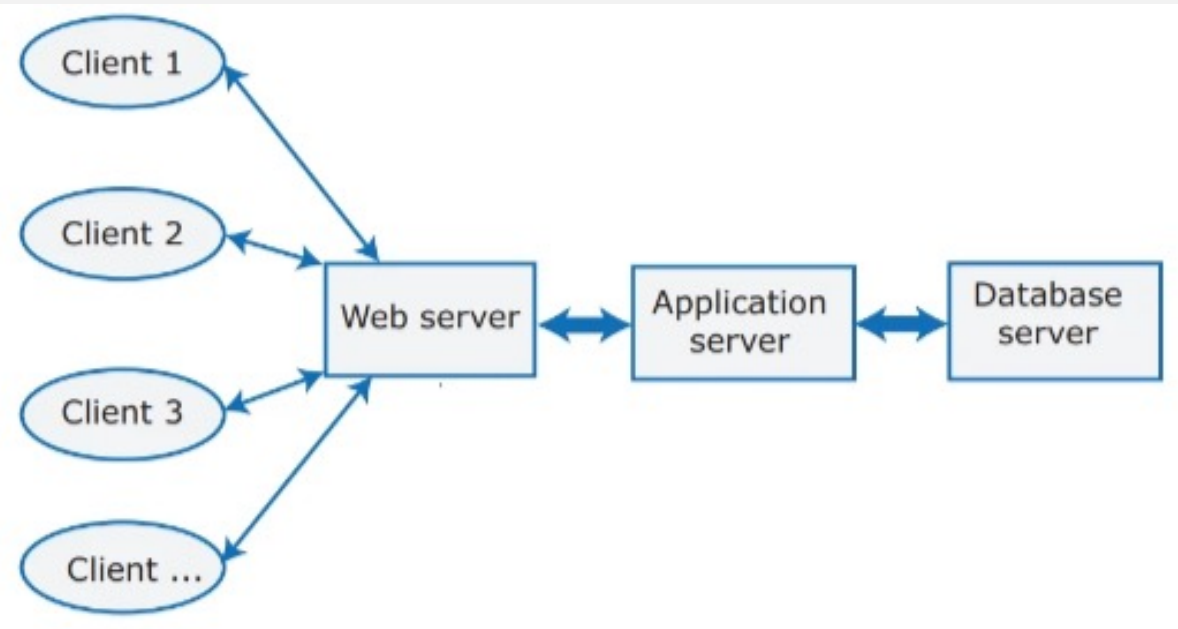 Client 1
Client 2
Client 3
Client ...
Web server
Application
server
Database
server